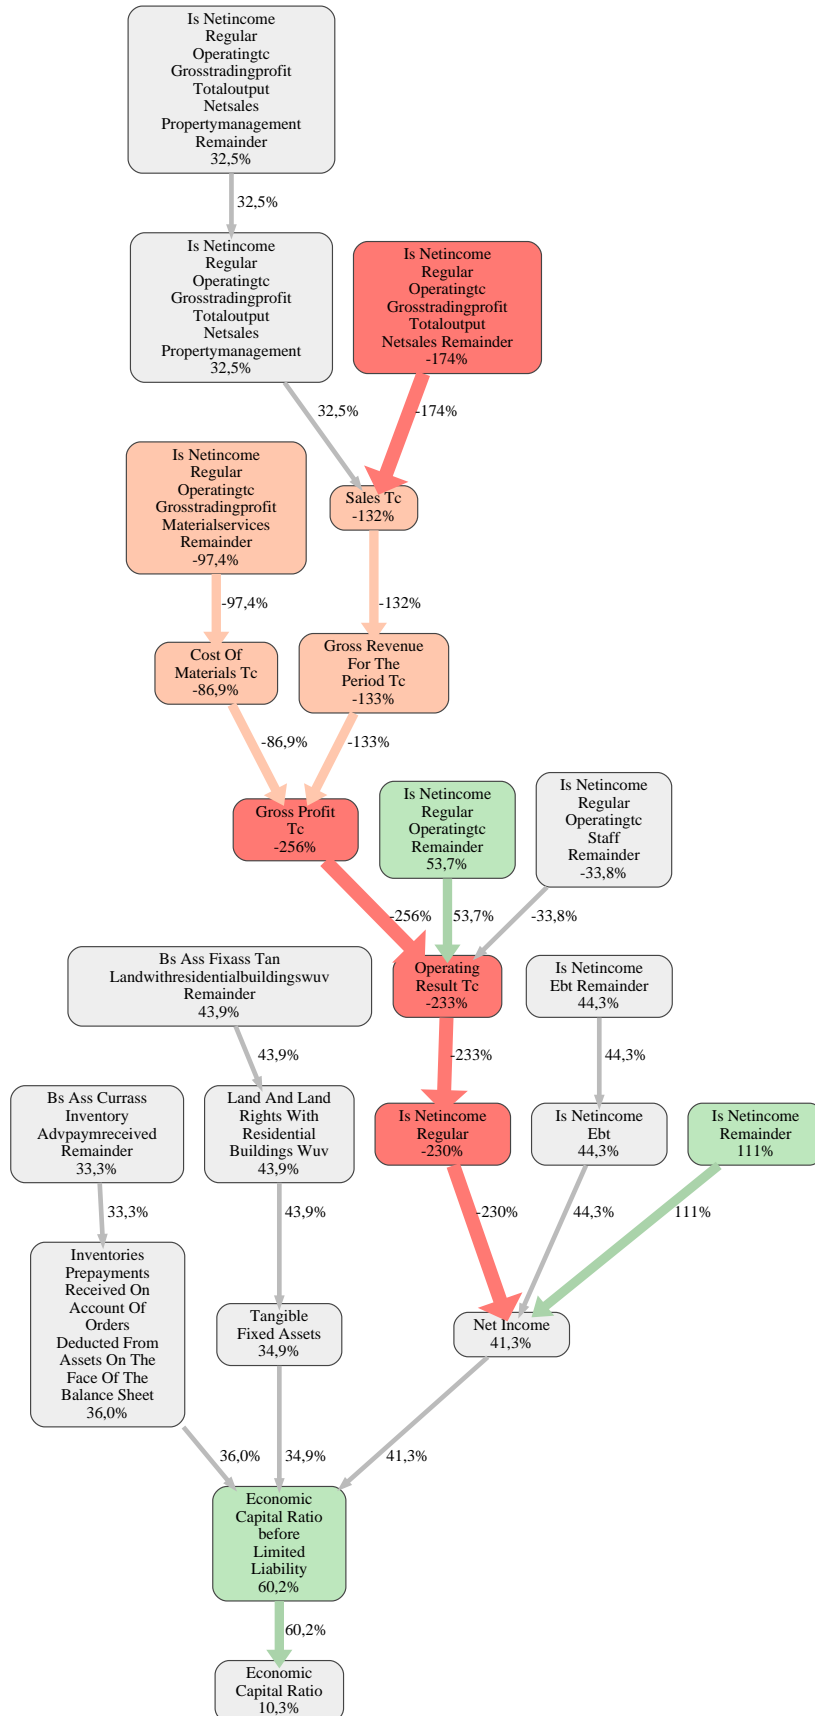 Is Netincome
Regular
Operatingtc
Grosstradingprofit
Totaloutput
Netsales
Propertymanagement
Remainder
32,5%
32,5%
Is Netincome
Regular
Operatingtc
Grosstradingprofit
Totaloutput
Netsales
Propertymanagement
32,5%
Is Netincome
Regular
Operatingtc
Grosstradingprofit
Totaloutput
Netsales Remainder
-174%
32,5%
-174%
Is Netincome
Regular
Operatingtc
Grosstradingprofit
Materialservices
Remainder
-97,4%
Sales Tc
-132%
-97,4%
-132%
Cost Of
Materials Tc
-86,9%
Gross Revenue
For The
Period Tc
-133%
-86,9%
-133%
Gross Profit
Tc
-256%
Is Netincome
Regular
Operatingtc
Remainder
53,7%
Is Netincome
Regular
Operatingtc
Staff
Remainder
-33,8%
-256%
53,7%
-33,8%
Bs Ass Fixass Tan
Landwithresidentialbuildingswuv
Remainder
43,9%
Operating
Result Tc
-233%
Is Netincome
Ebt Remainder
44,3%
43,9%
-233%
44,3%
Bs Ass Currass
Inventory
Advpaymreceived
Remainder
33,3%
Land And Land
Rights With
Residential
Buildings Wuv
43,9%
Is Netincome
Regular
-230%
Is Netincome
Ebt
44,3%
Is Netincome
Remainder
111%
33,3%
43,9%
-230%
44,3%
111%
Inventories
Prepayments
Received On
Account Of
Orders
Deducted From
Assets On The
Face Of The
Balance Sheet
36,0%
Tangible
Fixed Assets
34,9%
Net Income
41,3%
36,0%
34,9%
41,3%
Economic
Capital Ratio
before
Limited
Liability
60,2%
60,2%
Economic
Capital Ratio
10,3%